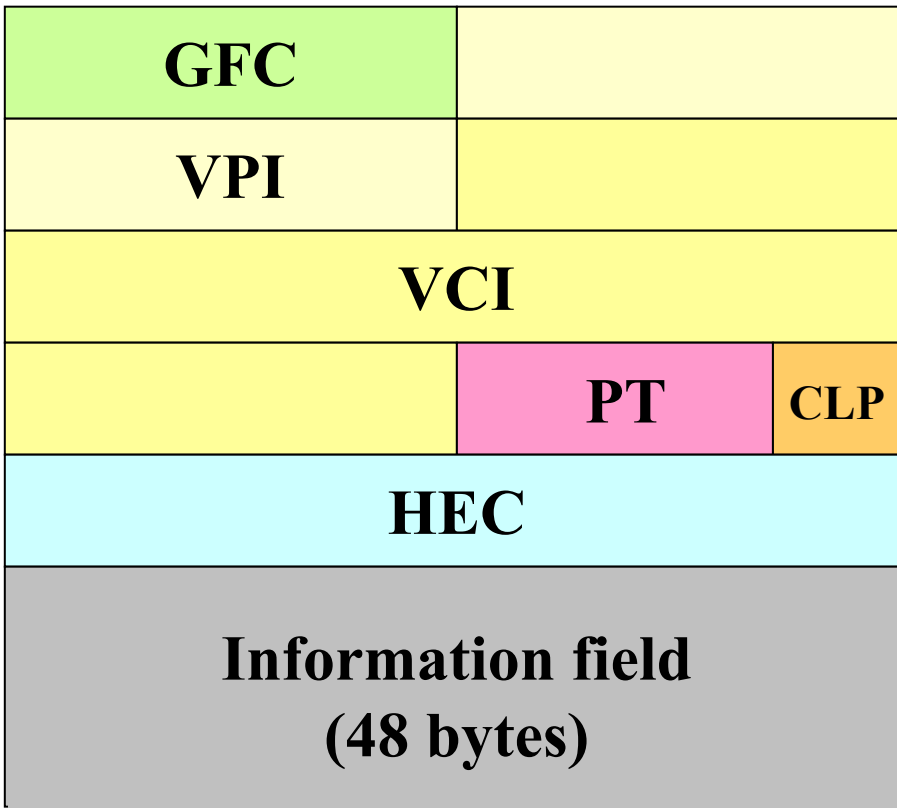 GFC
VPI
VCI
PT
CLP
HEC
Information field
(48 bytes)